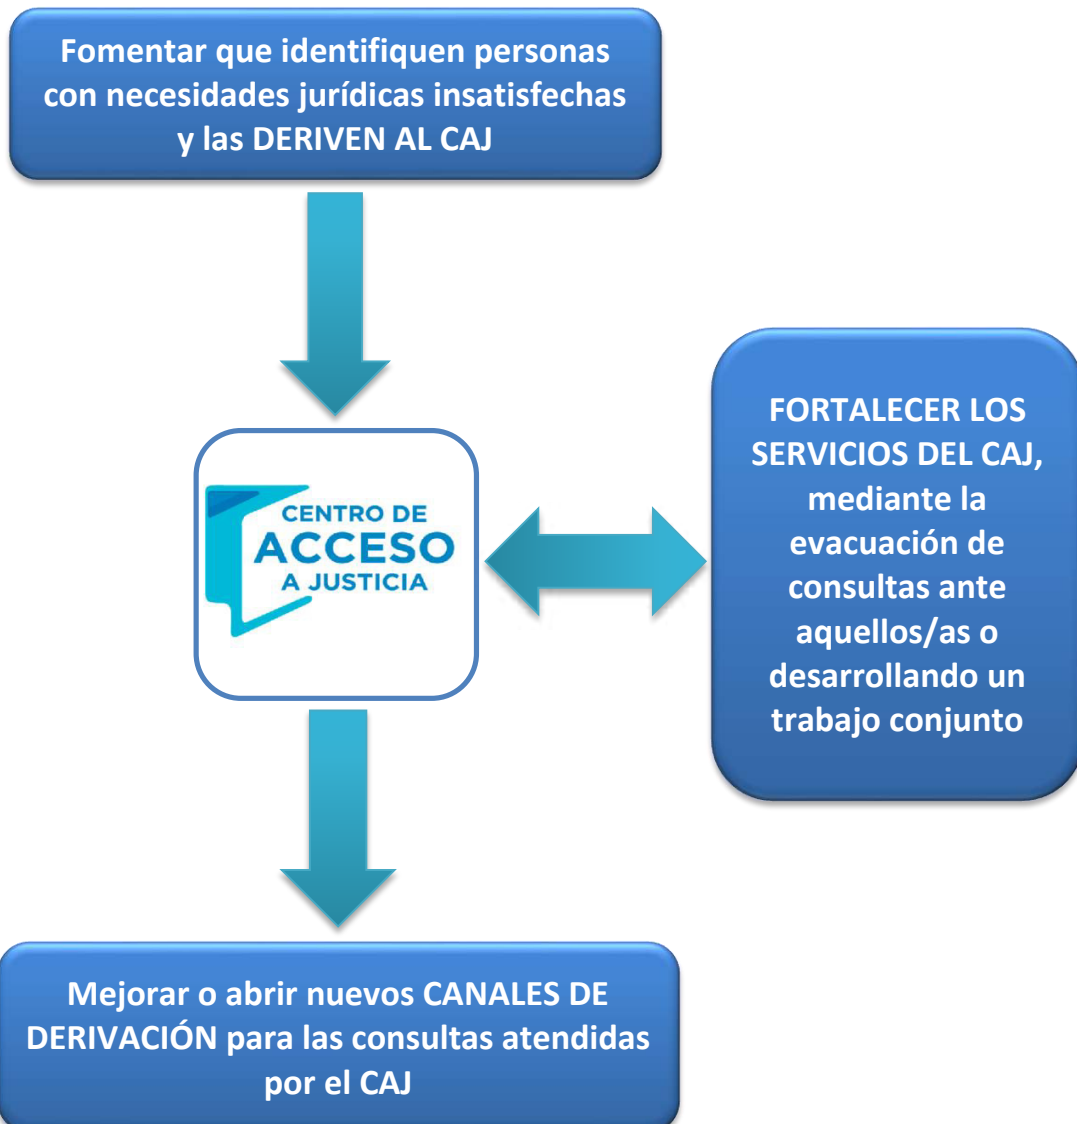 Fomentar que identifiquen personas
con necesidades jurídicas insatisfechas
y las DERIVEN AL CAJ
CENTRO DE
ACCESO
A JUSTICIA
FORTALECER LOS
SERVICIOS DEL CAJ,
mediante la
evacuación de
consultas ante
aquellos/as o
desarrollando un
trabajo conjunto
Mejorar o abrir nuevos CANALES DE
DERIVACIÓN para las consultas atendidas
por el CAJ